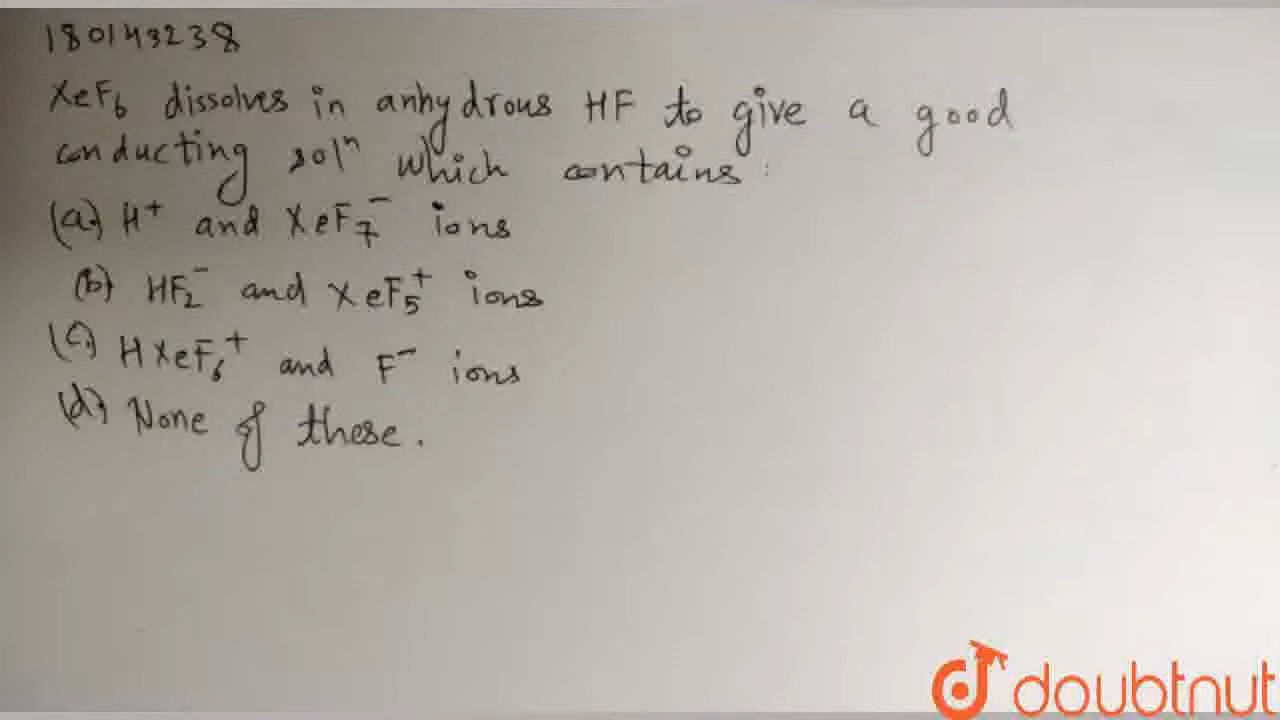 180143238
XeF6 dissolves in anhydrous HF to give a good
conducting solⁿ which contains :
(a) H⁺ and XeF₇⁻ ions
(b) HF₂⁻ and XeF₅⁺ ions
(c) HXeF₆⁺ and F⁻ ions
(d) None of these.
doubtnut